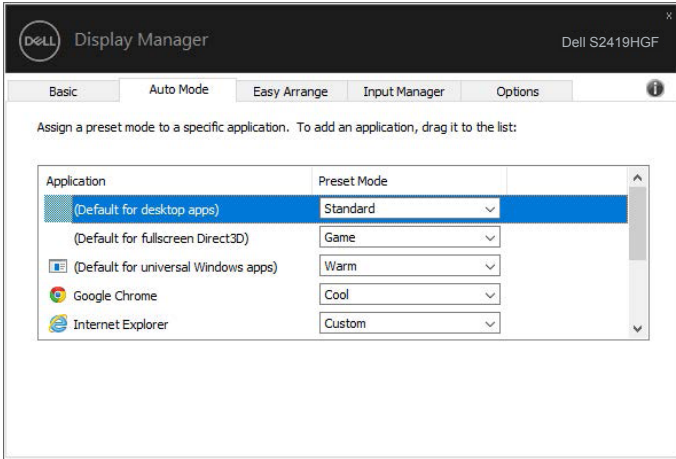 x
DELL Display Manager
Dell S2419HGF
Basic Auto Mode Easy Arrange Input Manager Options
Assign a preset mode to a specific application. To add an application, drag it to the list:
Application Preset Mode
(Default for desktop apps) Standard
(Default for fullscreen Direct3D) Game
(Default for universal Windows apps) Warm
Google Chrome Cool
Internet Explorer Custom